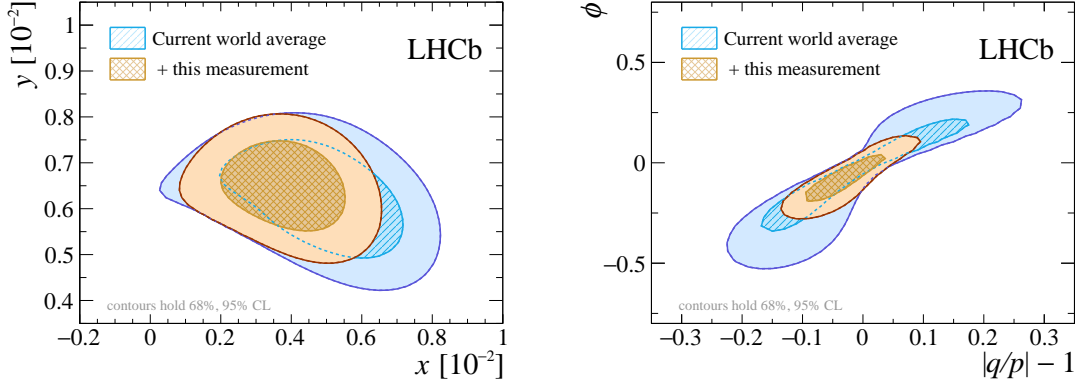 y [10⁻²]
1
0.9
0.8
0.7
0.6
0.5
0.4
Current world average
+ this measurement
LHCb
contours hold 68%, 95% CL
−0.2 0 0.2 0.4 0.6 0.8 1
x [10⁻²]
ϕ
0.5
0
−0.5
Current world average
+ this measurement
LHCb
contours hold 68%, 95% CL
−0.3 −0.2 −0.1 0 0.1 0.2 0.3
|q/p| − 1